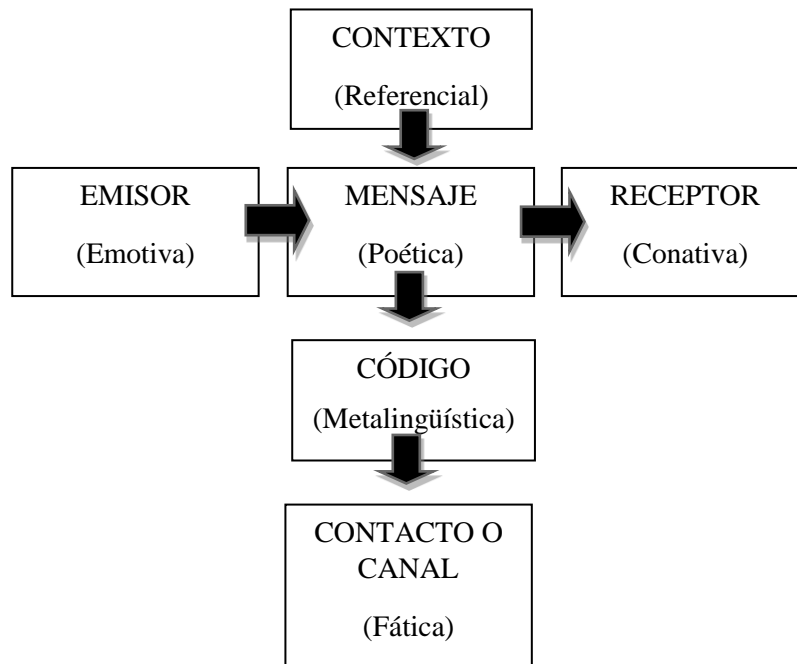 CONTEXTO
(Referencial)
EMISOR
(Emotiva)
MENSAJE
(Poética)
RECEPTOR
(Conativa)
CÓDIGO
(Metalingüística)
CONTACTO O
CANAL
(Fática)